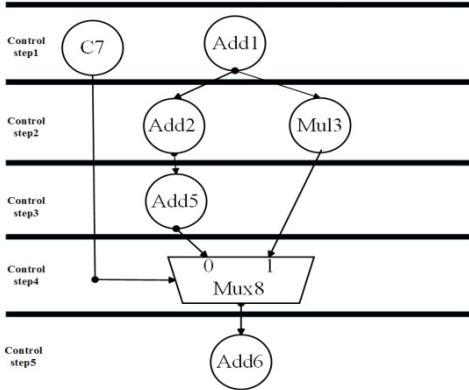 Control
step1
C7
Add1
Control
step2
Add2
Mul3
Control
step3
Add5
Control
step4
0
1
Mux8
Control
step5
Add6